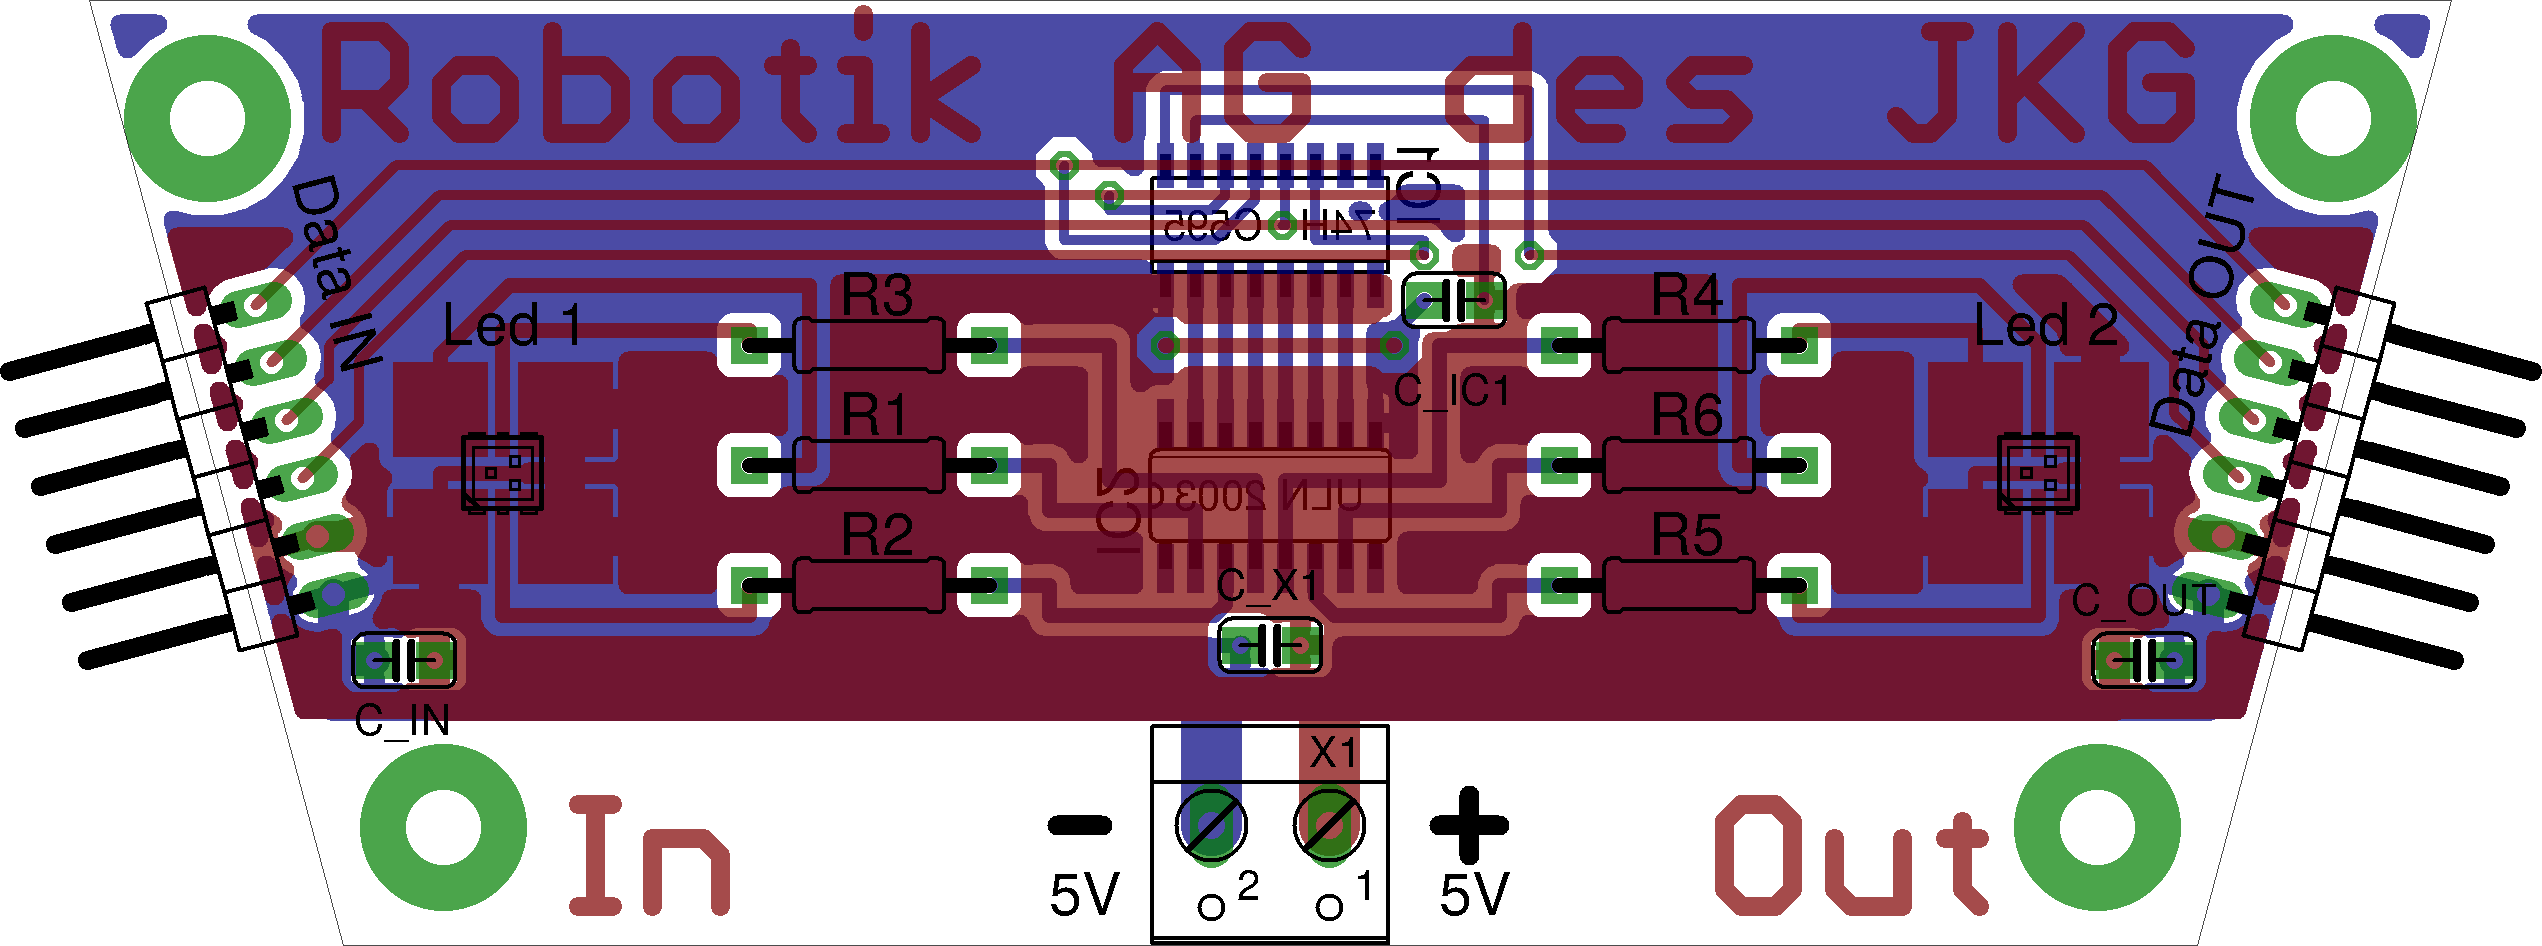 Robotik AG des JKG
Data IN
Data OUT
IC1
74HC595
Led 1
R3
R4
Led 2
C_IC1
R1
R6
IC2
ULN 2003
R2
R5
C_X1
C_OUT
C_IN
X1
In
-
+
Out
5V
2
1
5V